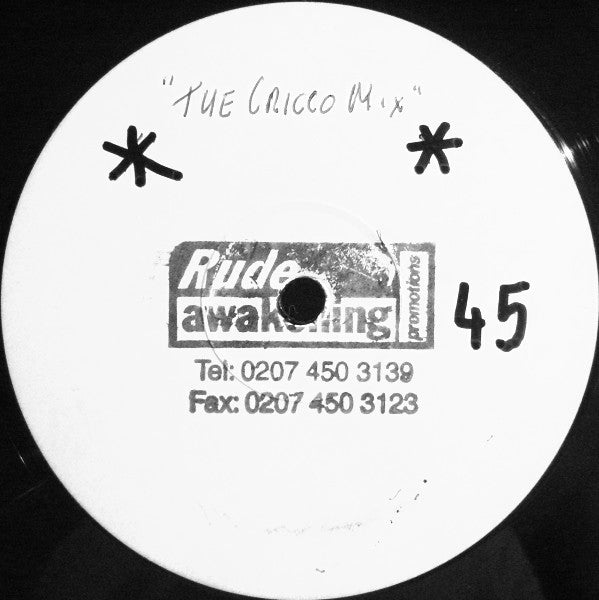 "THE CRICCO MIX"
* *
Rude
awakening
promotions
45
Tel: 0207 450 3139
Fax: 0207 450 3123